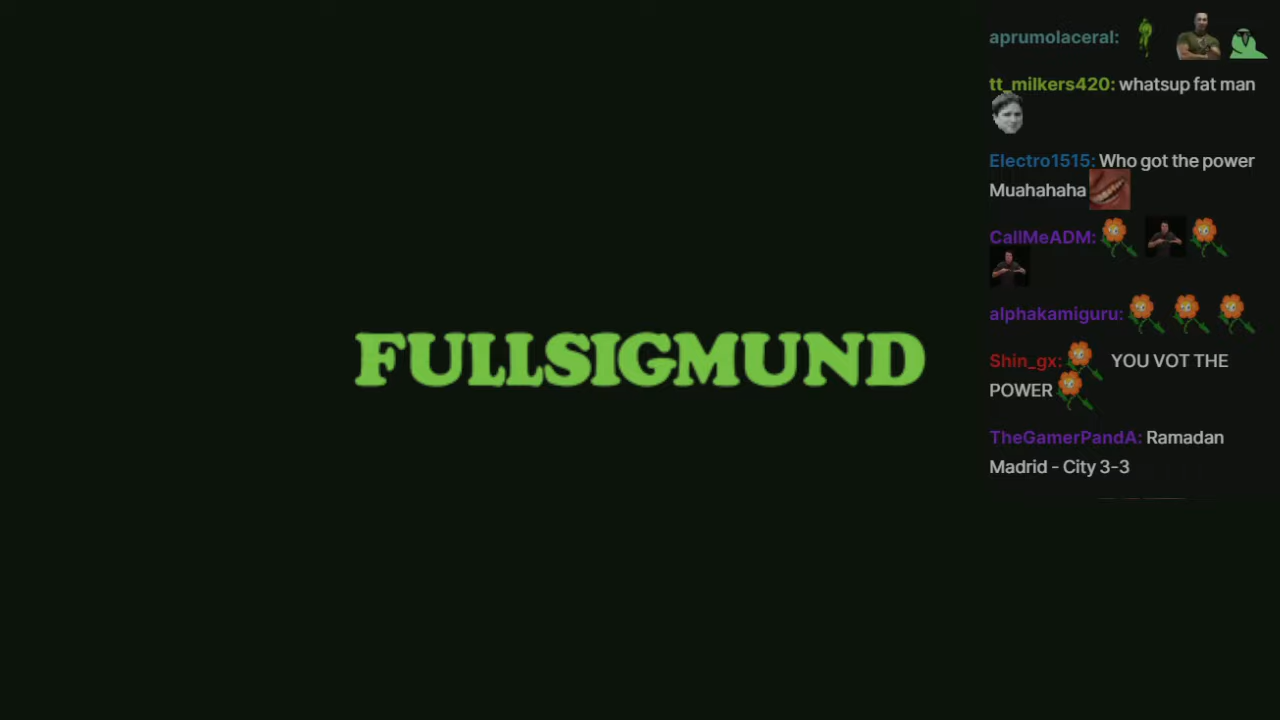 FULLSIGMUND
aprumolaceral:
tt_milkers420: whatsup fat man
Electro1515: Who got the power
Muahahaha
CallMeADM:
alphakamiguru:
Shin_gx: YOU VOT THE
POWER
TheGamerPandA: Ramadan
Madrid - City 3-3